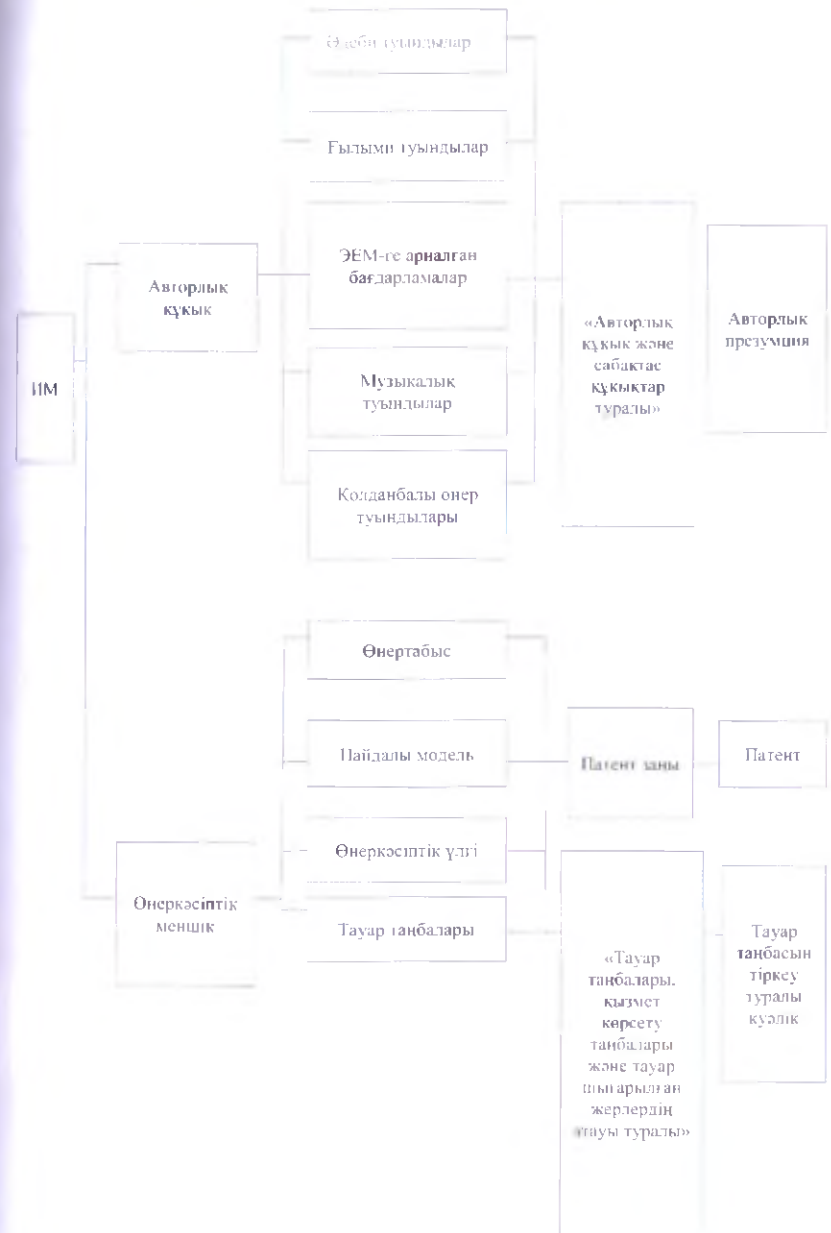 Әдеби туындылар
Ғылыми туындылар
ЭЕМ-ге арналған
бағдарламалар
Авторлық
құқық
«Авторлық
құқық және
сабақтас
құқықтар
туралы»
Авторлық
презумция
ИМ
Музыкалық
туындылар
Қолданбалы өнер
туындылары
Өнертабыс
Пайдалы модель
Патент заңы
Патент
Өнеркәсіптік үлгі
Өнеркәсіптік
меншік
Тауар таңбалары
«Тауар
таңбалары,
қызмет
көрсету
таңбалары
және тауар
шығарылған
жерлердің
атауы туралы»
Тауар
таңбасын
тіркеу
туралы
куәлік